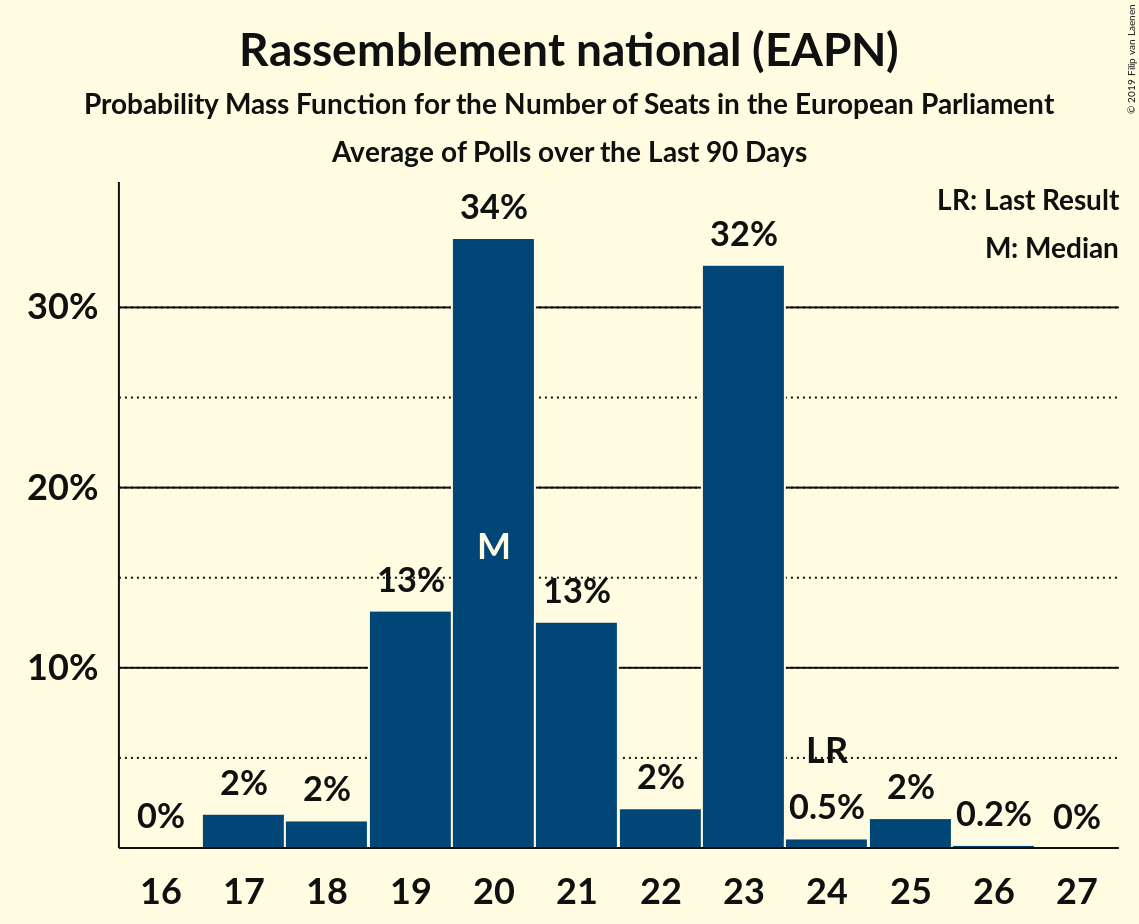 Rassemblement national (EAPN)
Probability Mass Function for the Number of Seats in the European Parliament
Average of Polls over the Last 90 Days
© 2019 Filip van Laenen
LR: Last Result
M: Median
30%
20%
10%
0%
2%
2%
13%
34%
M
13%
2%
32%
LR
0.5%
2%
0.2%
0%
16 17 18 19 20 21 22 23 24 25 26 27